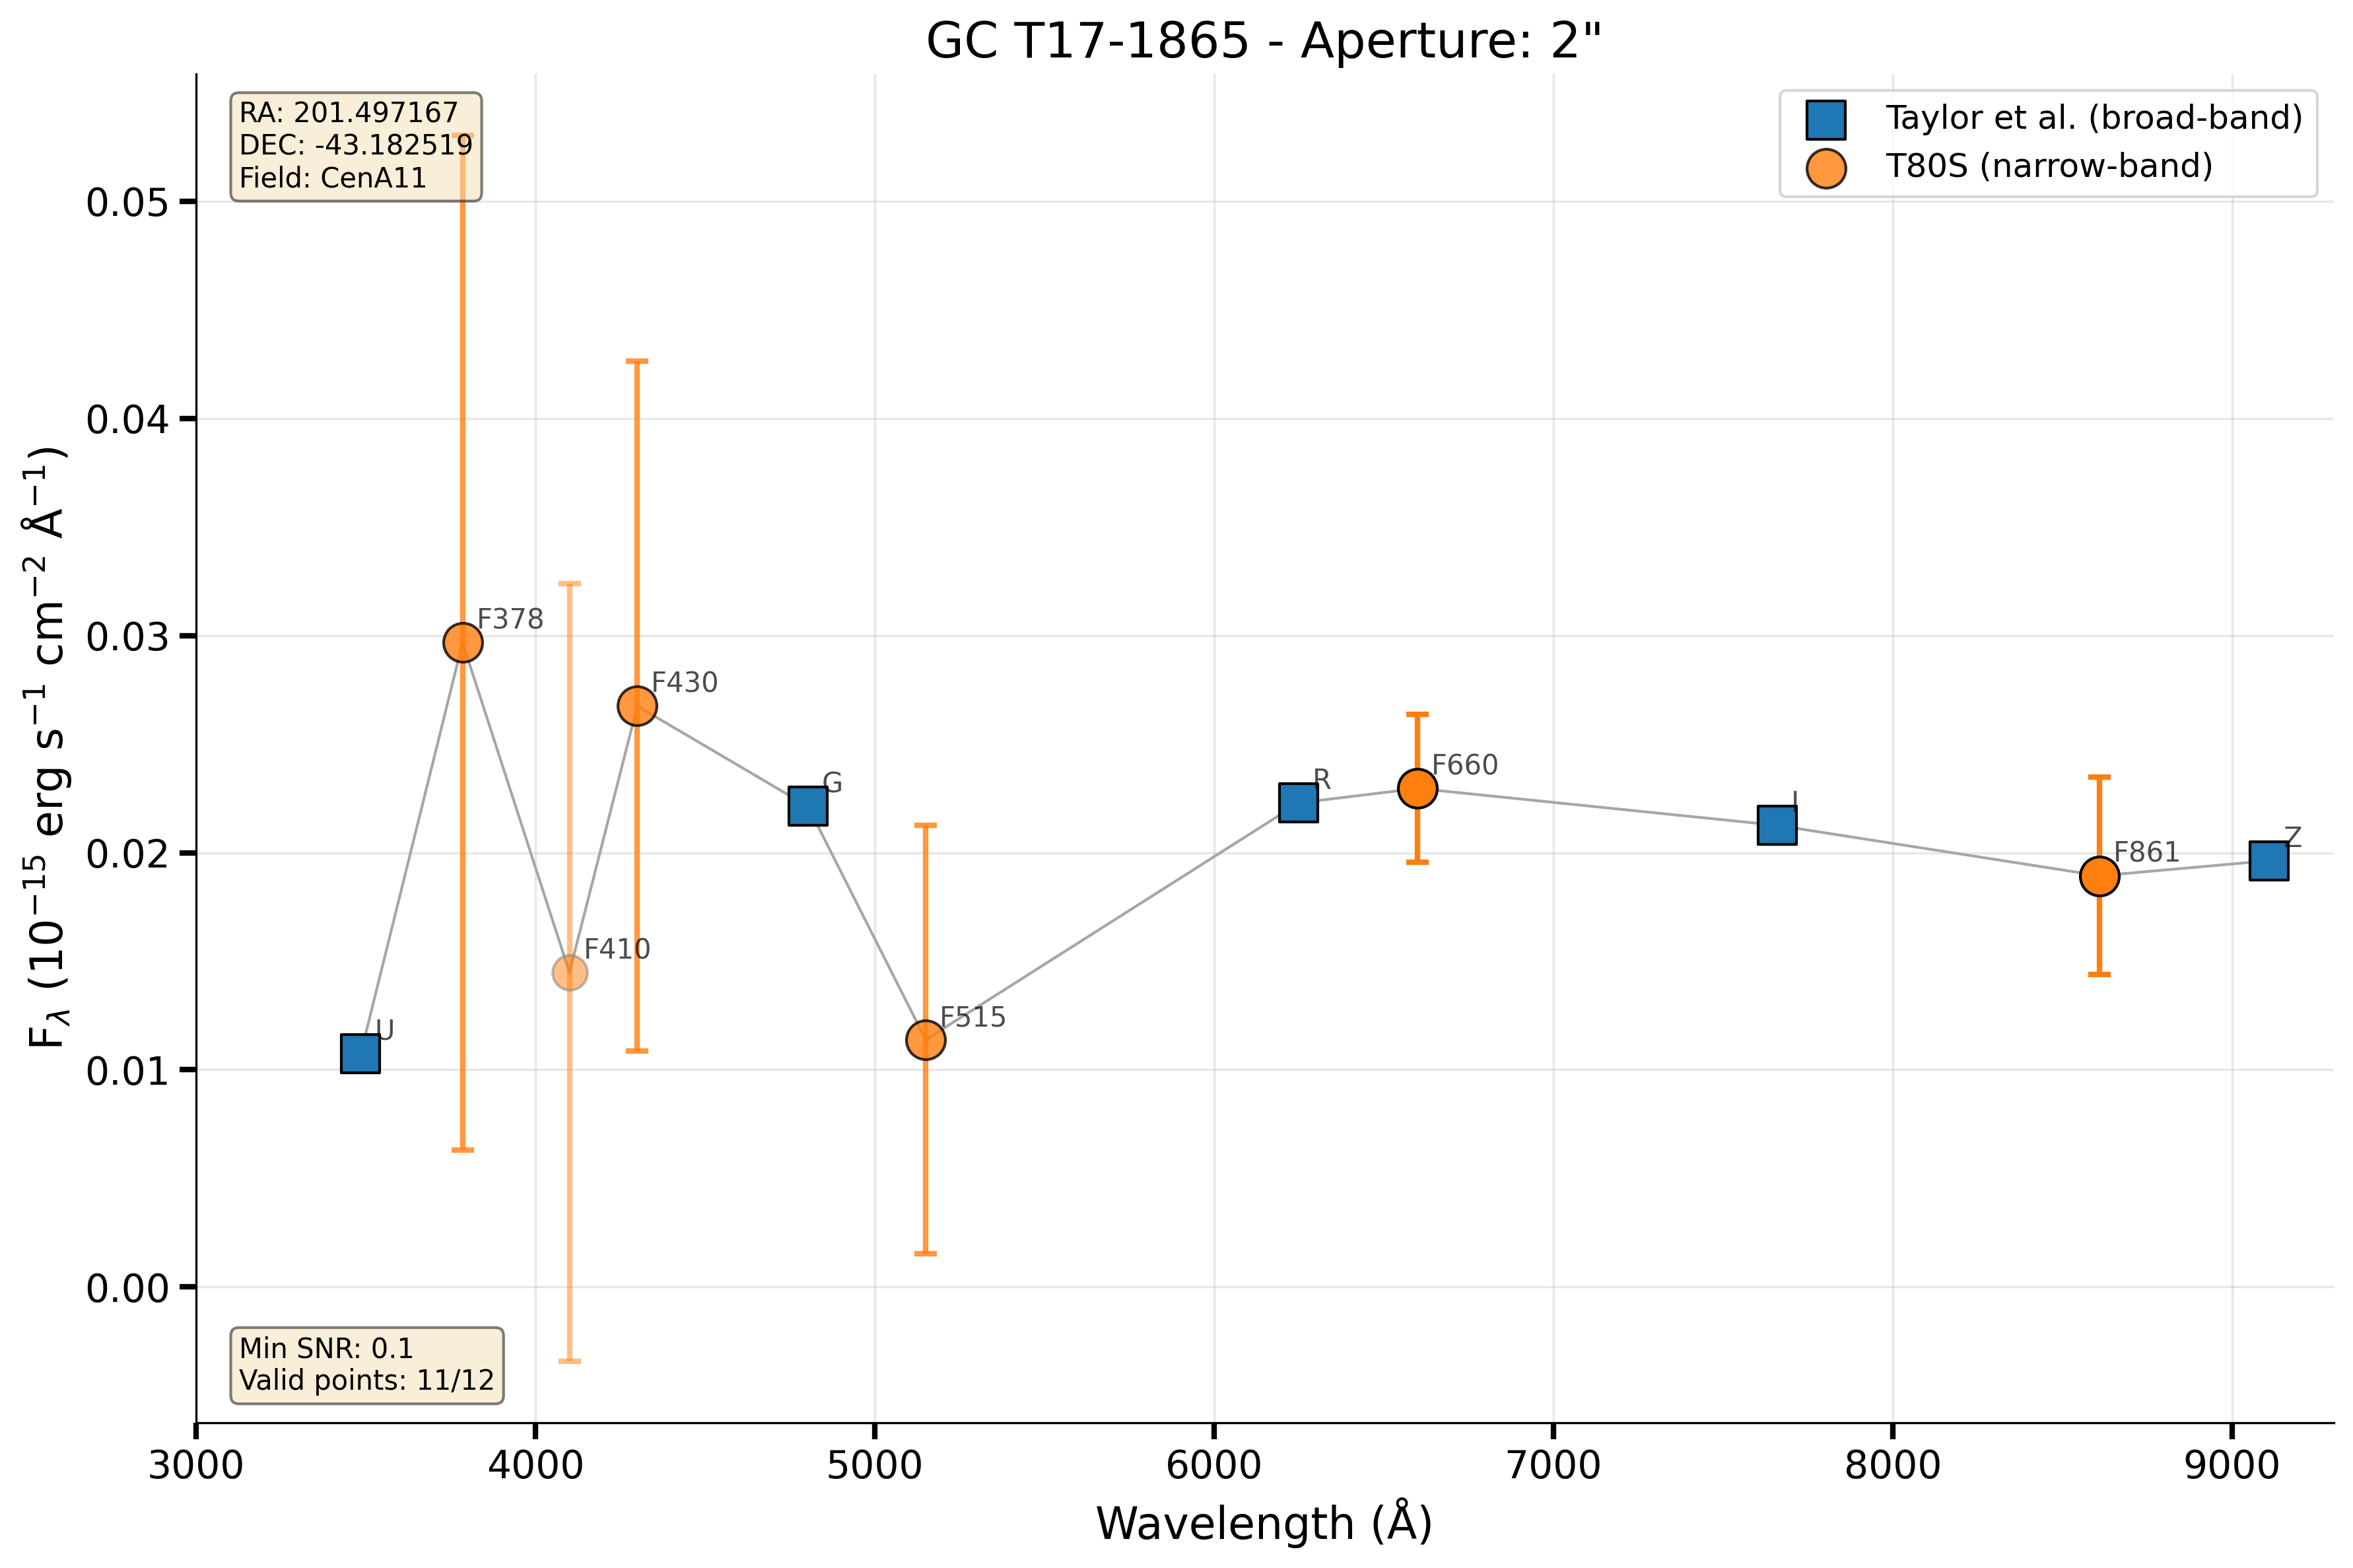 GC T17-1865 - Aperture: 2"
RA: 201.497167
DEC: -43.182519
Field: CenA11
Taylor et al. (broad-band)
T80S (narrow-band)
0.05
0.04
0.03
0.02
0.01
0.00
F$_λ$ (10$^{−15}$ erg s$^{−1}$ cm$^{−2}$ Å$^{−1}$)
U
F378
F410
F430
G
F515
R
F660
I
F861
Z
Min SNR: 0.1
Valid points: 11/12
3000 4000 5000 6000 7000 8000 9000
Wavelength (Å)